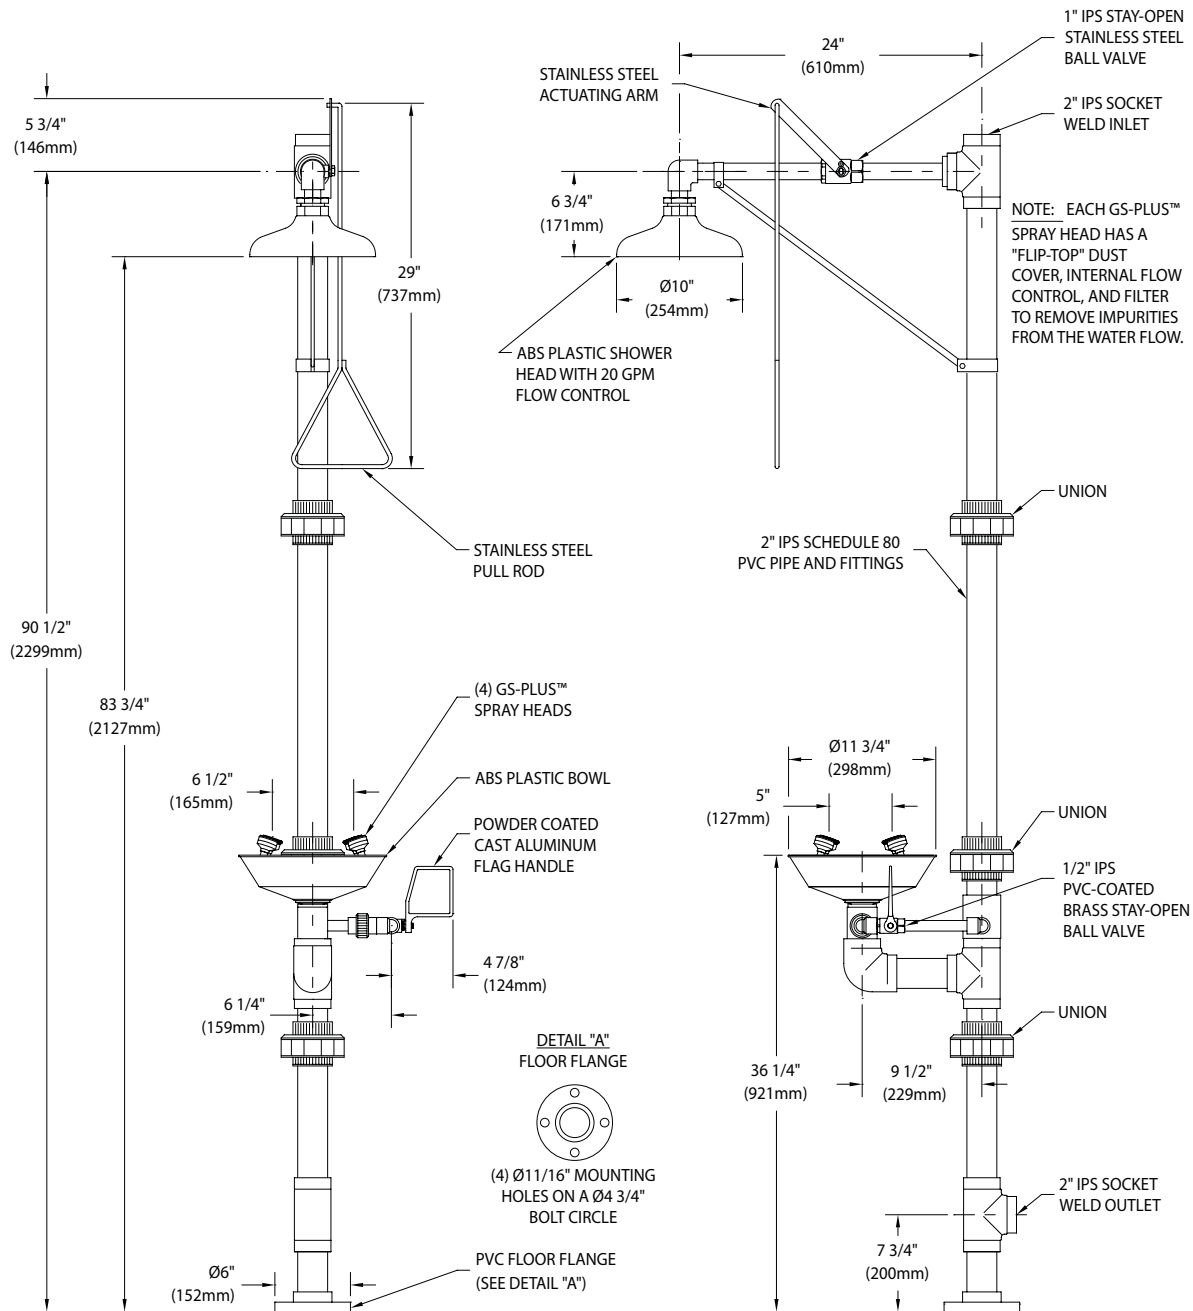 1" IPS STAY-OPEN
STAINLESS STEEL
BALL VALVE
24"
(610mm)
STAINLESS STEEL
ACTUATING ARM
5 3/4"
(146mm)
2" IPS SOCKET
WELD INLET
6 3/4"
(171mm)
NOTE: EACH GS-PLUS™
SPRAY HEAD HAS A
"FLIP-TOP" DUST
COVER, INTERNAL FLOW
CONTROL, AND FILTER
TO REMOVE IMPURITIES
FROM THE WATER FLOW.
29"
(737mm)
Ø10"
(254mm)
ABS PLASTIC SHOWER
HEAD WITH 20 GPM
FLOW CONTROL
UNION
STAINLESS STEEL
PULL ROD
2" IPS SCHEDULE 80
PVC PIPE AND FITTINGS
90 1/2"
(2299mm)
83 3/4"
(2127mm)
(4) GS-PLUS™
SPRAY HEADS
6 1/2"
(165mm)
ABS PLASTIC BOWL
Ø11 3/4"
(298mm)
5"
(127mm)
POWDER COATED
CAST ALUMINUM
FLAG HANDLE
UNION
1/2" IPS
PVC-COATED
BRASS STAY-OPEN
BALL VALVE
4 7/8"
(124mm)
6 1/4"
(159mm)
UNION
DETAIL "A"
FLOOR FLANGE
36 1/4"
(921mm)
9 1/2"
(229mm)
(4) Ø11/16" MOUNTING
HOLES ON A Ø4 3/4"
BOLT CIRCLE
2" IPS SOCKET
WELD OUTLET
7 3/4"
(200mm)
Ø6"
(152mm)
PVC FLOOR FLANGE
(SEE DETAIL "A")